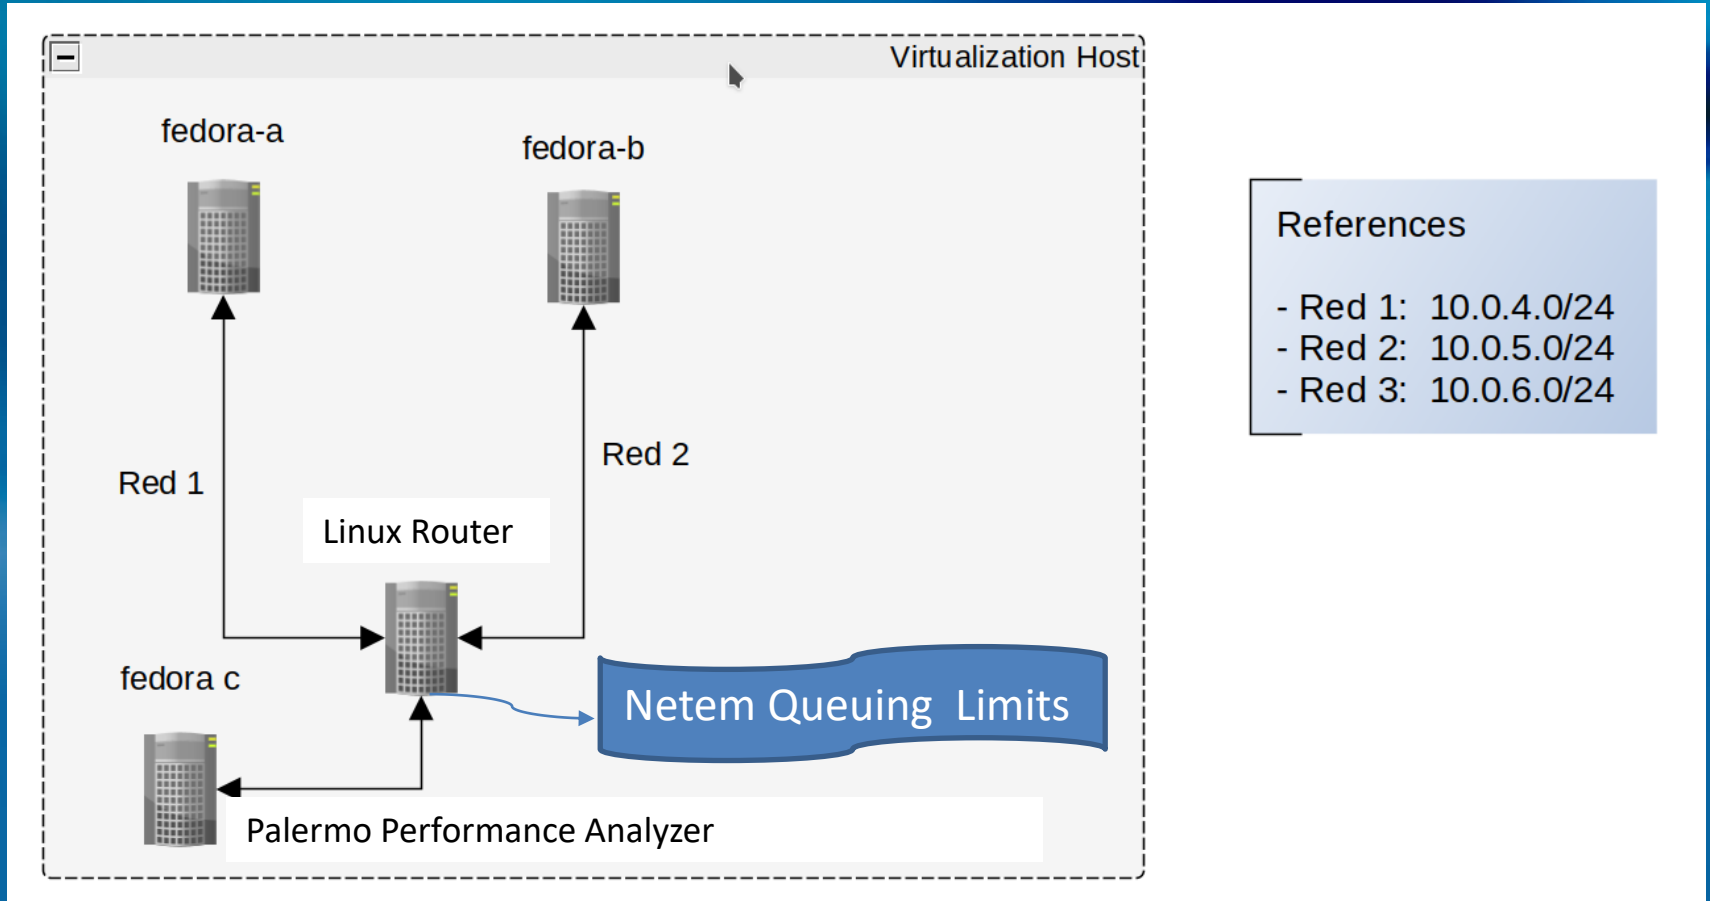 Virtualization Host
fedora-a
fedora-b
References
- Red 1: 10.0.4.0/24
- Red 2: 10.0.5.0/24
- Red 3: 10.0.6.0/24
Red 2
Red 1
Linux Router
fedora c
Netem Queuing Limits
Palermo Performance Analyzer